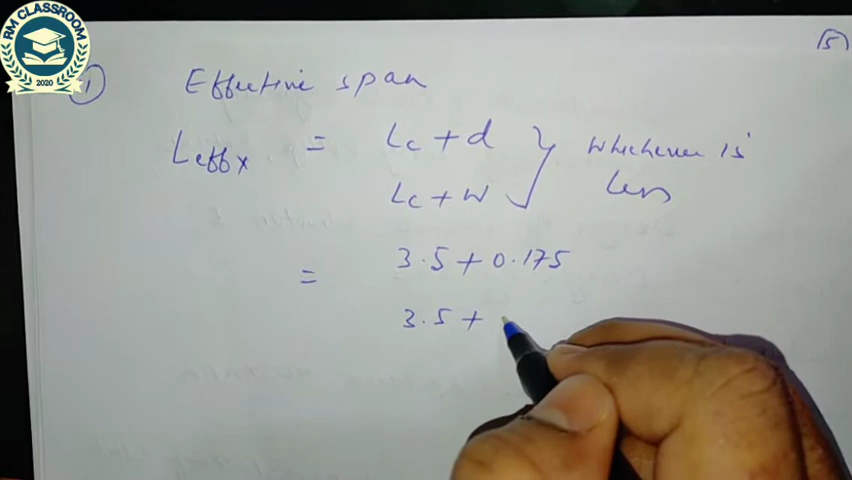 RM CLASSROOM
2020
(5)
(1) Effective span
Leffx = Lc + d } whichever is
Lc + W less
= 3.5 + 0.175
3.5 +